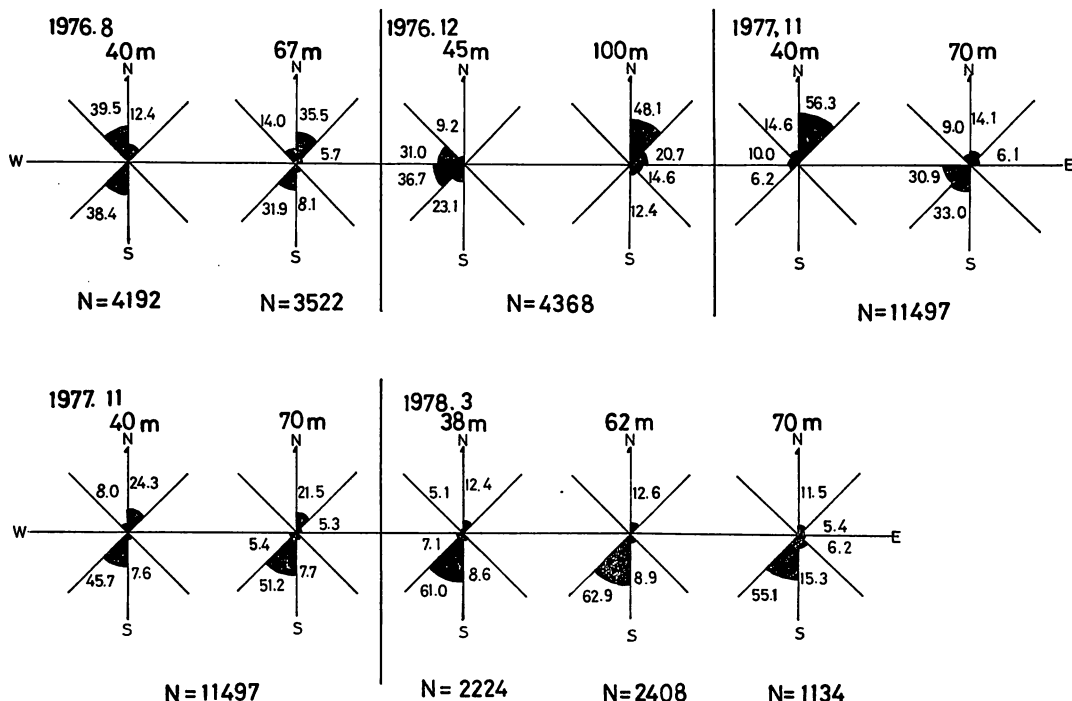 1976.8
1976.12
1977,11
40m
67m
45m
100m
40m
70m
N
N
N
N
N
N
39.5 12.4
14.0 35.5
9.2
48.1
14.6 56.3
9.0 14.1
W
5.7
31.0
20.7
10.0
6.1
E
36.7
14.6
6.2
30.9
38.4
31.9 8.1
23.1
12.4
33.0
S
S
S
S
S
S
N=4192
N=3522
N=4368
N=11497
1977.11
1978.3
40m
70m
38m
62m
70m
N
N
N
N
N
8.0 24.3
21.5
5.1 12.4
12.6
11.5
W
5.3
5.4
E
5.4
7.1
6.2
45.7 7.6
51.2 7.7
61.0 8.6
62.9 8.9
55.1 15.3
S
S
S
S
S
N=11497
N= 2224
N=2408
N=1134